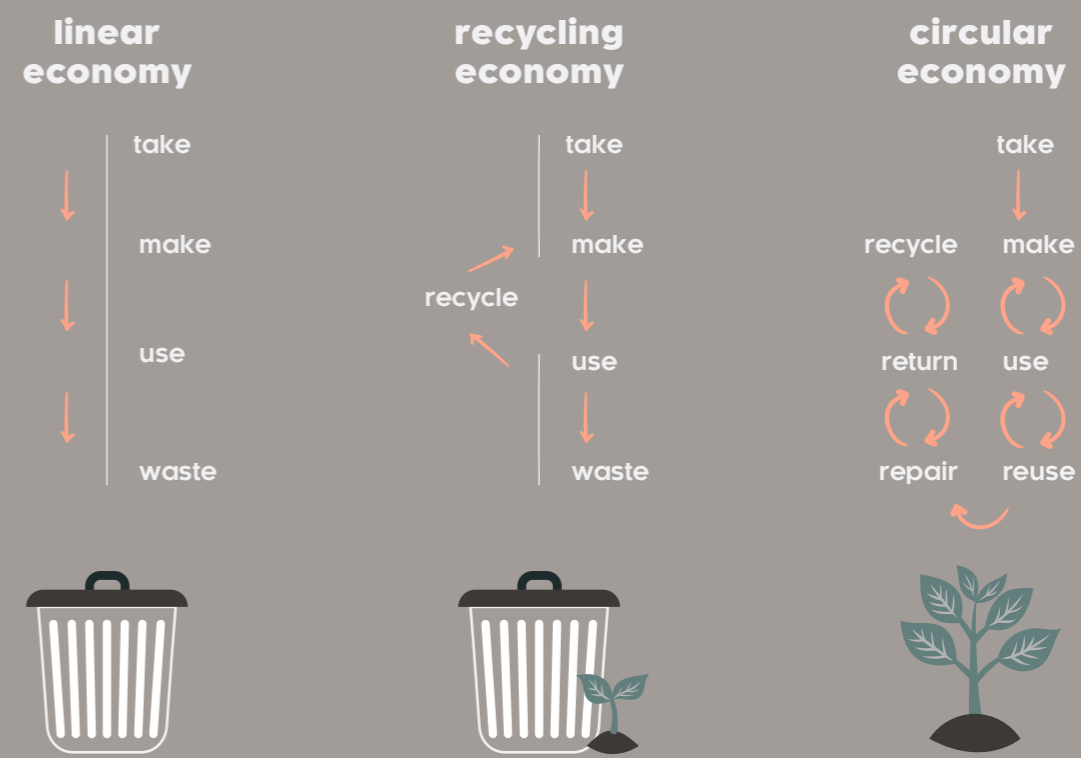 linear
economy
take
make
use
waste
recycling
economy
take
make
recycle
use
waste
circular
economy
take
recycle make
return use
repair reuse